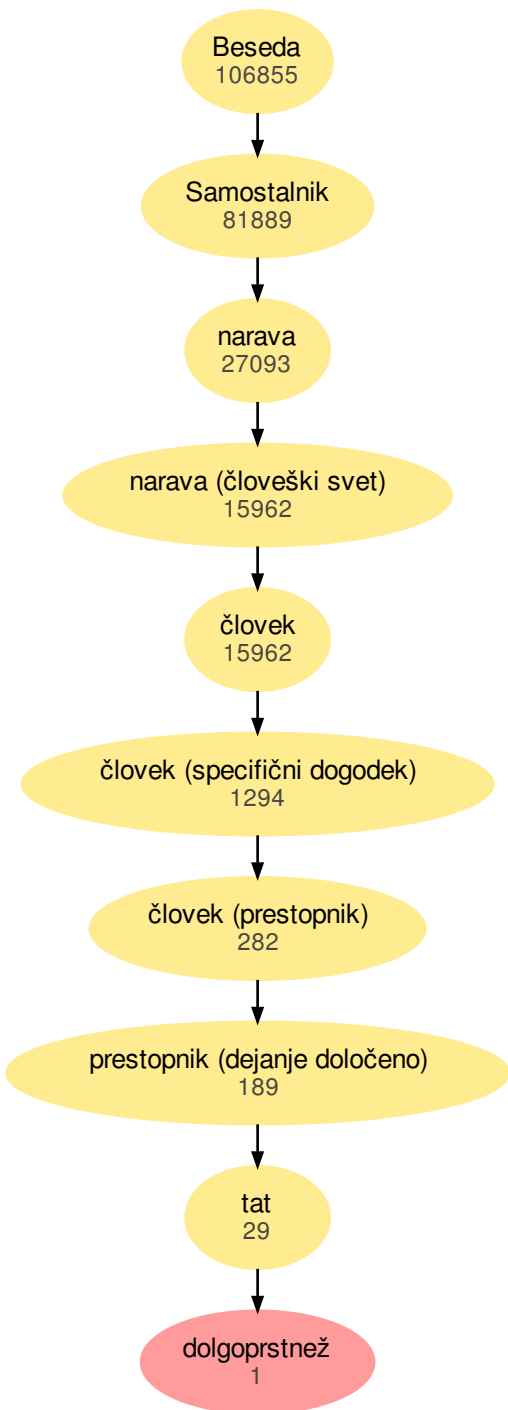 Beseda
106855
Samostalnik
81889
narava
27093
narava (človeški svet)
15962
človek
15962
človek (specifični dogodek)
1294
človek (prestopnik)
282
prestopnik (dejanje določeno)
189
tat
29
dolgoprstnež
1